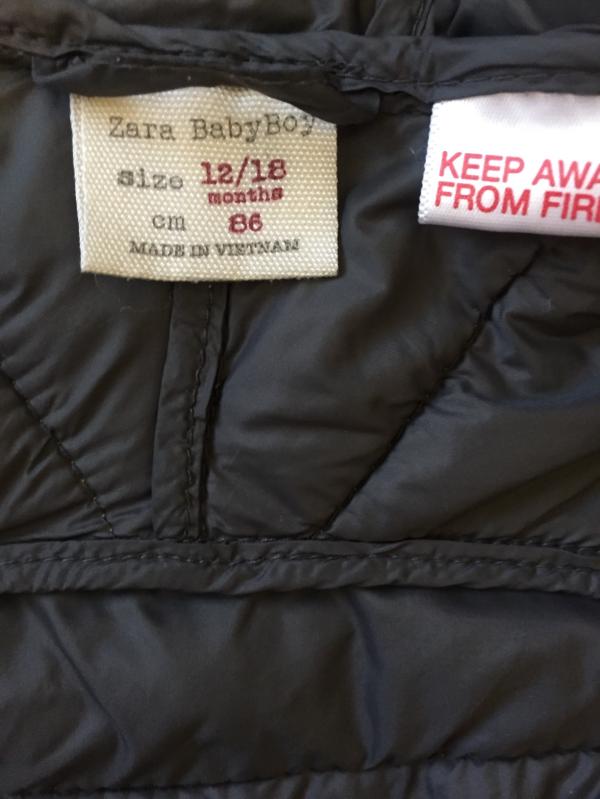 Zara BabyBoy
size 12/18
months
cm 86
MADE IN VIETNAM
KEEP AWA
FROM FIR